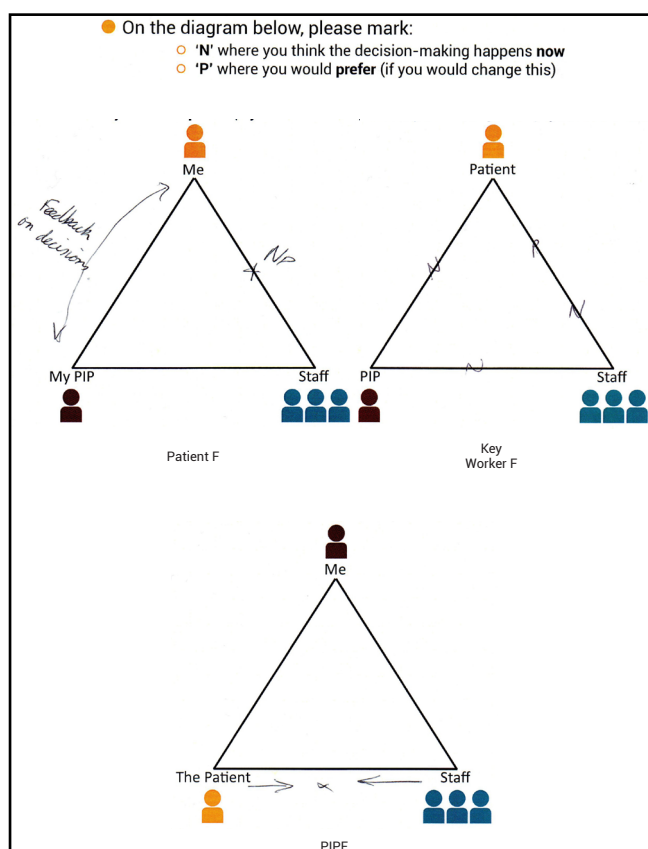 On the diagram below, please mark:
'N' where you think the decision-making happens now
'P' where you would prefer (if you would change this)
Me
Feedback
on decisions
NP
My PIP
Staff
Patient F
Patient
N
P
N
N
PIP
Staff
Key
Worker F
Me
The Patient
Staff
PIPF